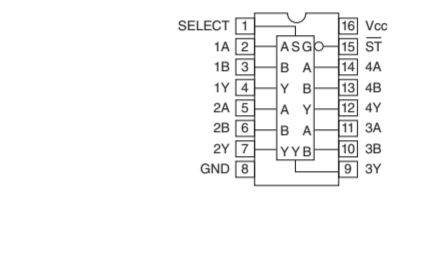 SELECT 1 16 Vcc
1A 2 A S G 15 ST
1B 3 B A 14 4A
1Y 4 Y B 13 4B
2A 5 A Y 12 4Y
2B 6 B A 11 3A
2Y 7 Y Y B 10 3B
GND 8 9 3Y